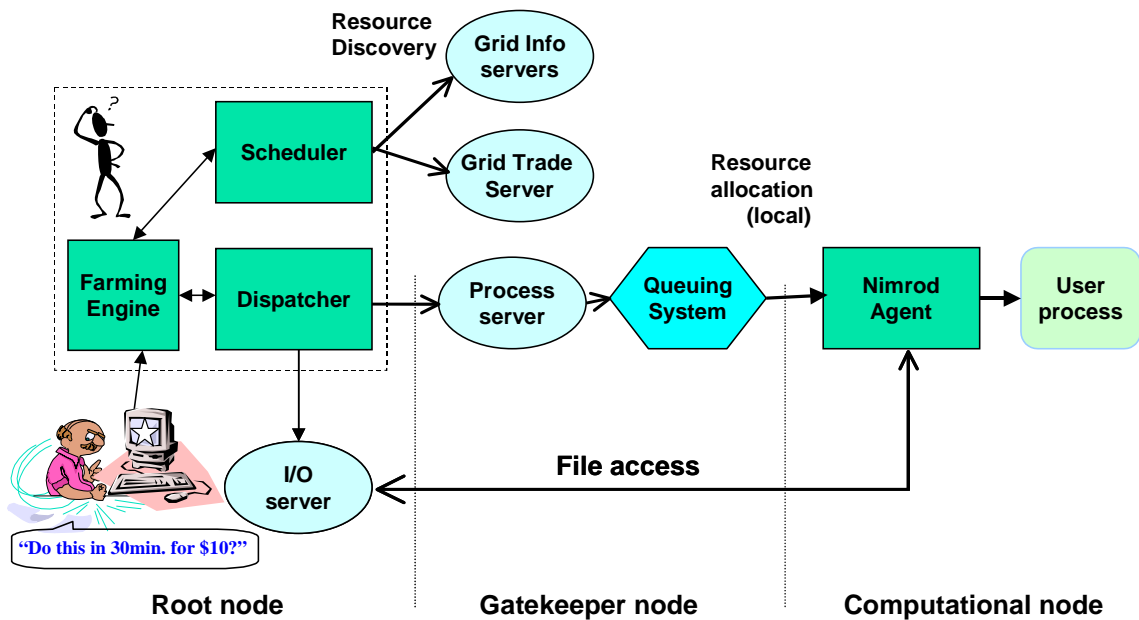 Resource
Discovery
Grid Info
servers
?
Scheduler
Grid Trade
Server
Resource
allocation
(local)
Farming
Engine
Dispatcher
Process
server
Queuing
System
Nimrod
Agent
User
process
I/O
server
File access
“Do this in 30min. for $10?”
Root node
Gatekeeper node
Computational node